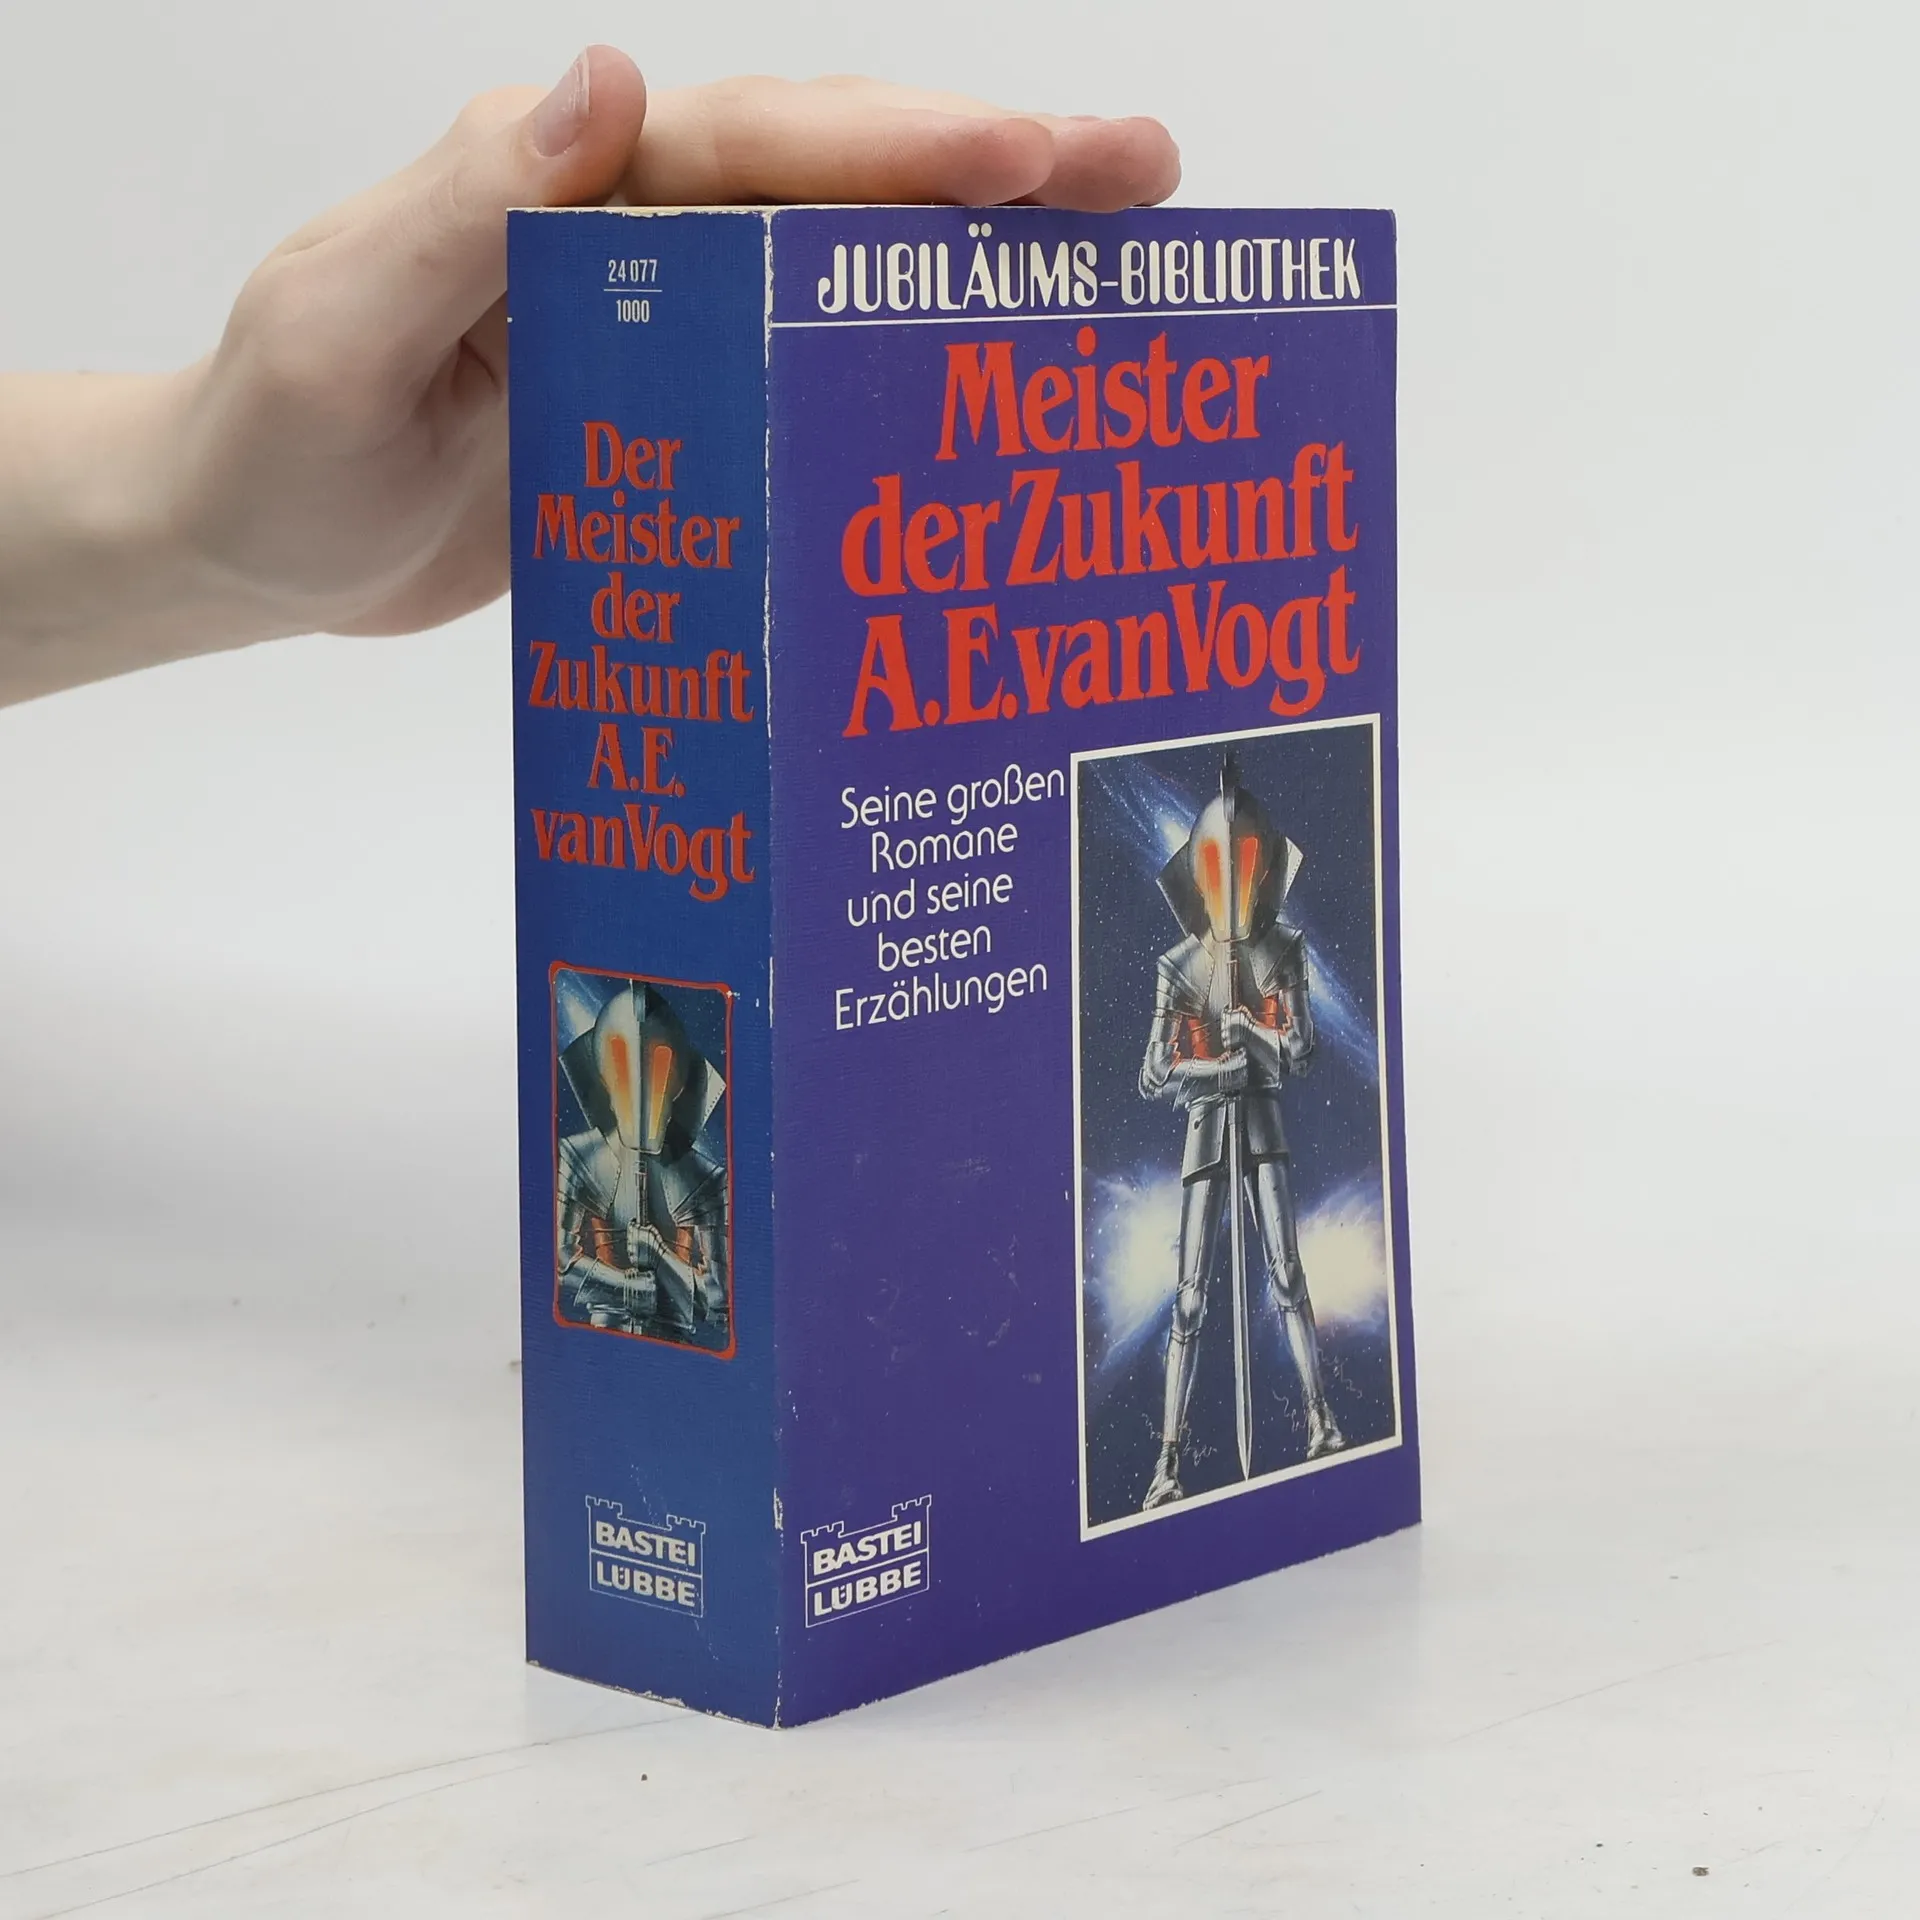 24 077
1000
Der
Meister
der
Zukunft
A.E.
van Vogt
BASTEI
LÜBBE
JUBILÄUMS-BIBLIOTHEK
Meister
der Zukunft
A.E. van Vogt
Seine großen
Romane
und seine
besten
Erzählungen
BASTEI
LÜBBE